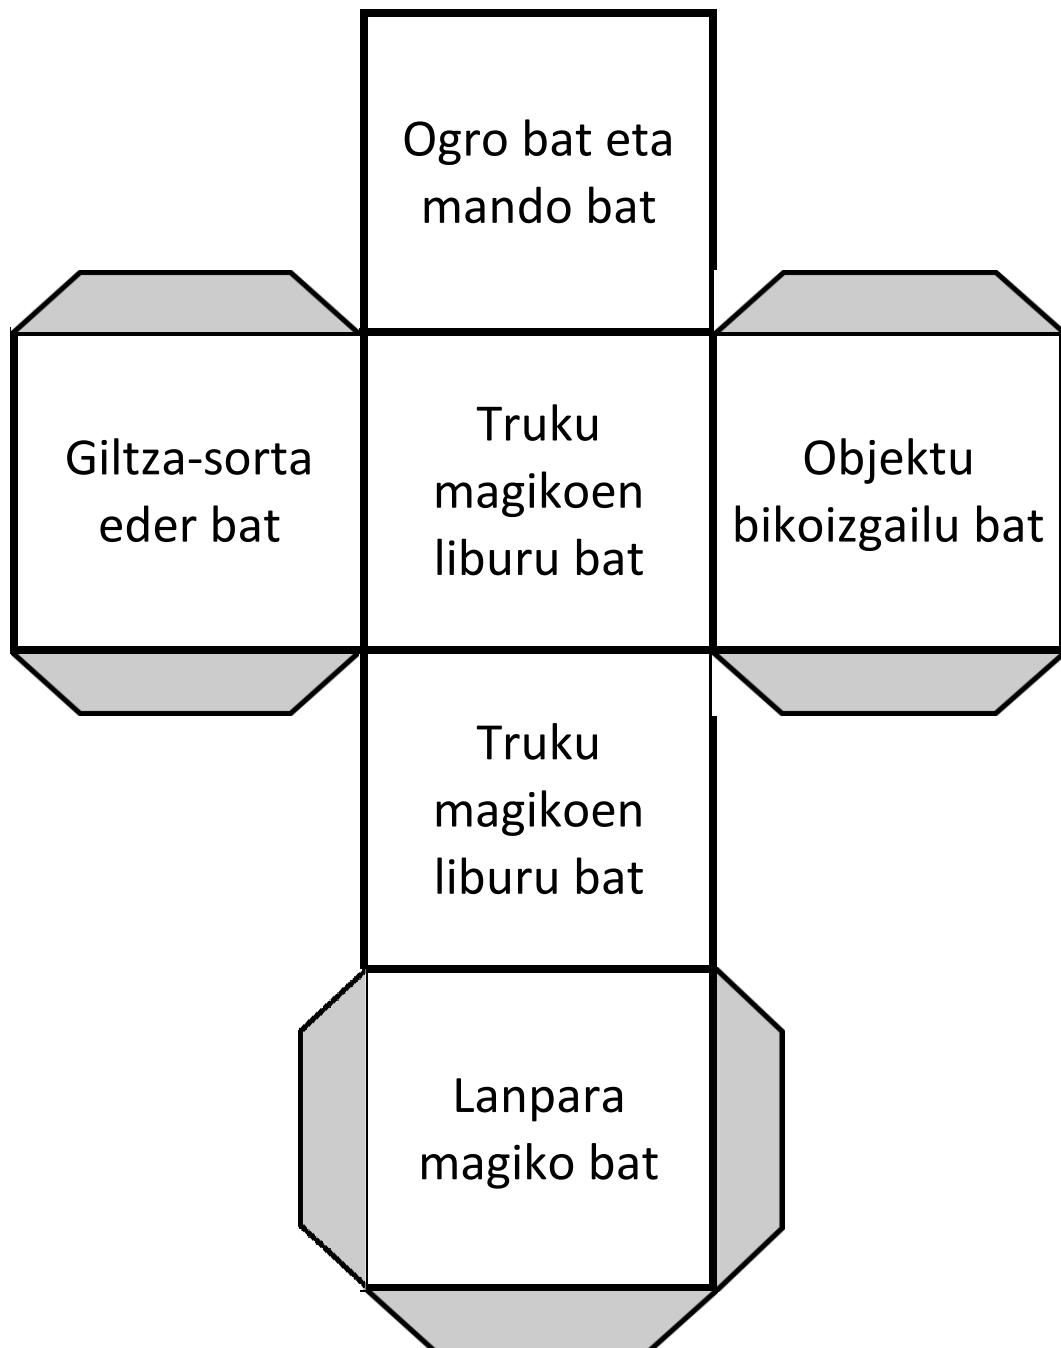 Ogro bat eta
mando bat
Giltza-sorta
eder bat
Truku
magikoen
liburu bat
Objektu
bikoizgailu bat
Truku
magikoen
liburu bat
Lanpara
magiko bat